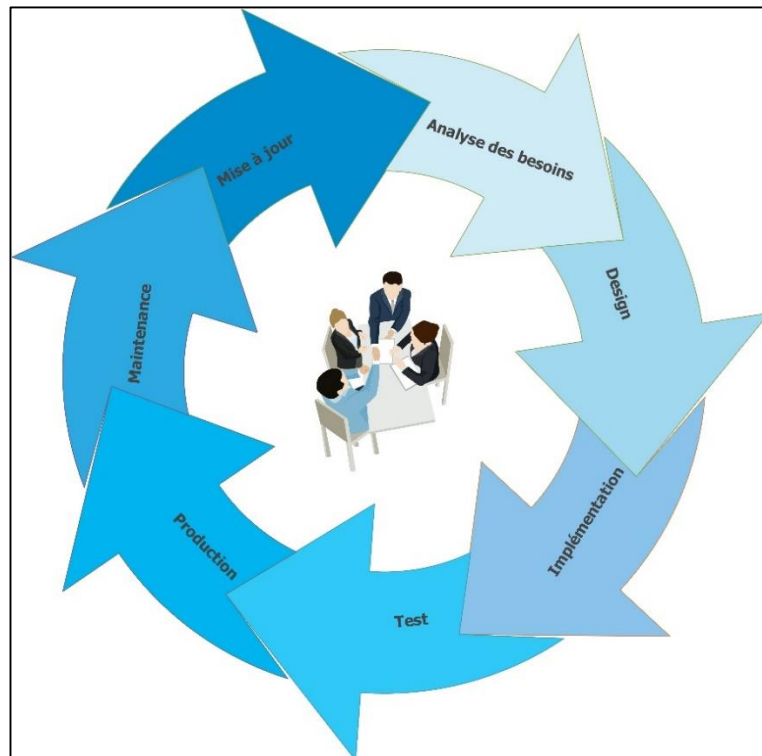 Analyse des besoins
Design
Implémentation
Test
Production
Maintenance
Mise à jour